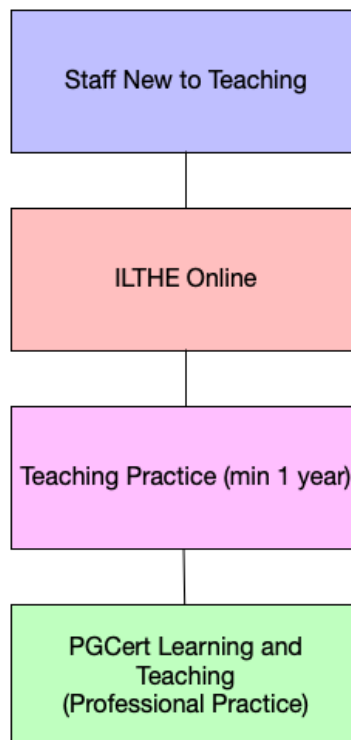 Staff New to Teaching
ILTHE Online
Teaching Practice (min 1 year)
PGCert Learning and
Teaching
(Professional Practice)